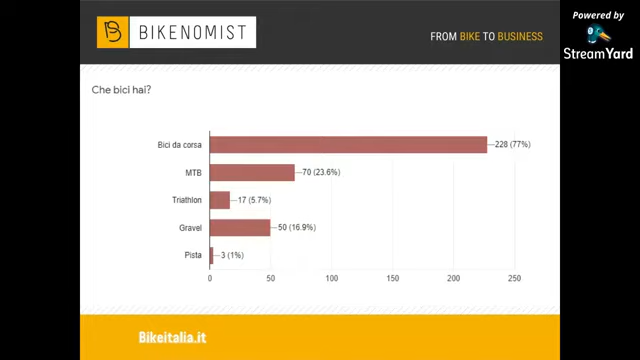 BIKENOMIST
FROM BIKE TO BUSINESS
Powered by
StreamYard
Che bici hai?
Bici da corsa 228 (77%)
MTB 70 (23.6%)
Triathlon 17 (5.7%)
Gravel 50 (16.9%)
Pista 3 (1%)
0 50 100 150 200 250
Bikeitalia.it